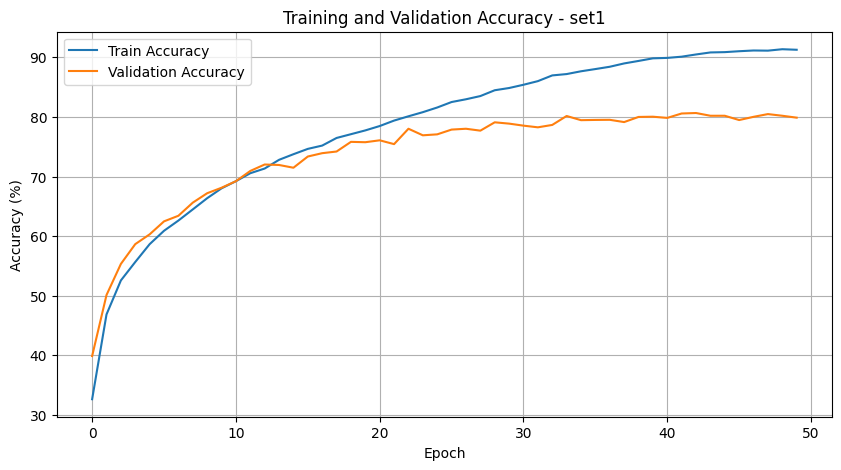 Training and Validation Accuracy - set1
Train Accuracy
Validation Accuracy
Accuracy (%)
90
80
70
60
50
40
30
0 10 20 30 40 50
Epoch